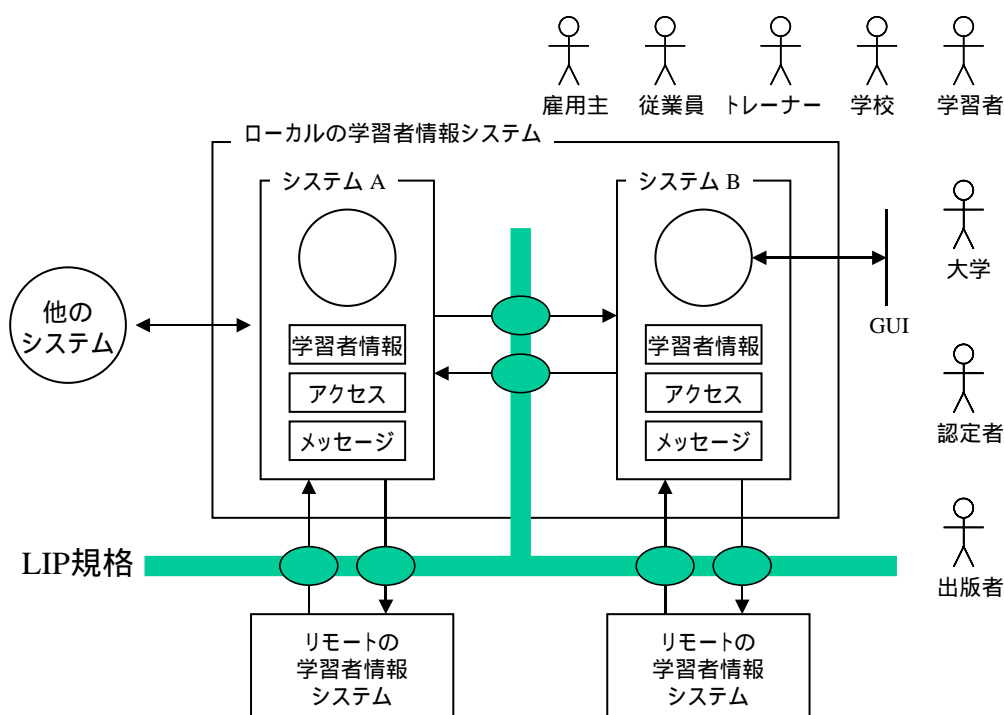 雇用主
従業員
トレーナー
学校
学習者
ローカルの学習者情報システム
システム A
システム B
大学
他の
システム
GUI
学習者情報
学習者情報
アクセス
アクセス
メッセージ
メッセージ
認定者
LIP規格
出版者
リモートの
学習者情報
システム
リモートの
学習者情報
システム